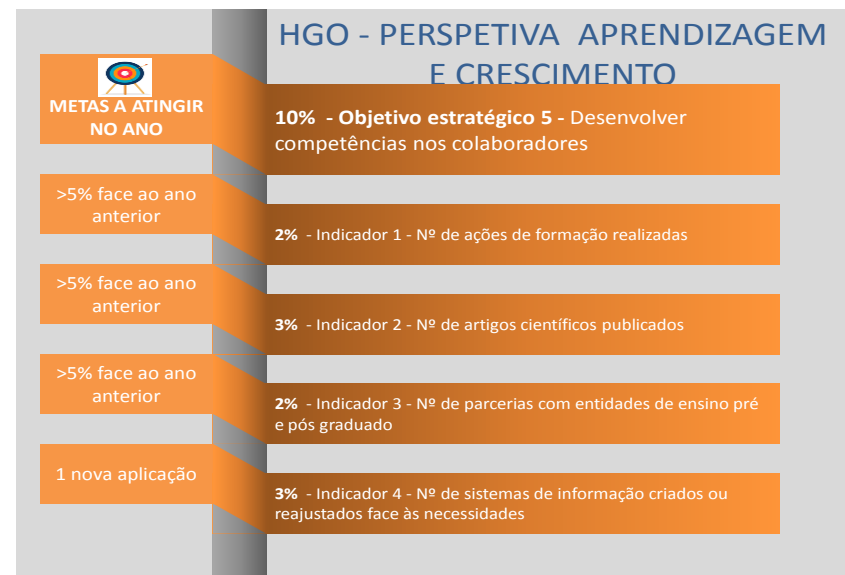 HGO - PERSPETIVA APRENDIZAGEM
E CRESCIMENTO
METAS A ATINGIR
NO ANO
10% - Objetivo estratégico 5 - Desenvolver
competências nos colaboradores
>5% face ao ano
anterior
2% - Indicador 1 - Nº de ações de formação realizadas
>5% face ao ano
anterior
3% - Indicador 2 - Nº de artigos científicos publicados
>5% face ao ano
anterior
2% - Indicador 3 - Nº de parcerias com entidades de ensino pré
e pós graduado
1 nova aplicação
3% - Indicador 4 - Nº de sistemas de informação criados ou
reajustados face às necessidades